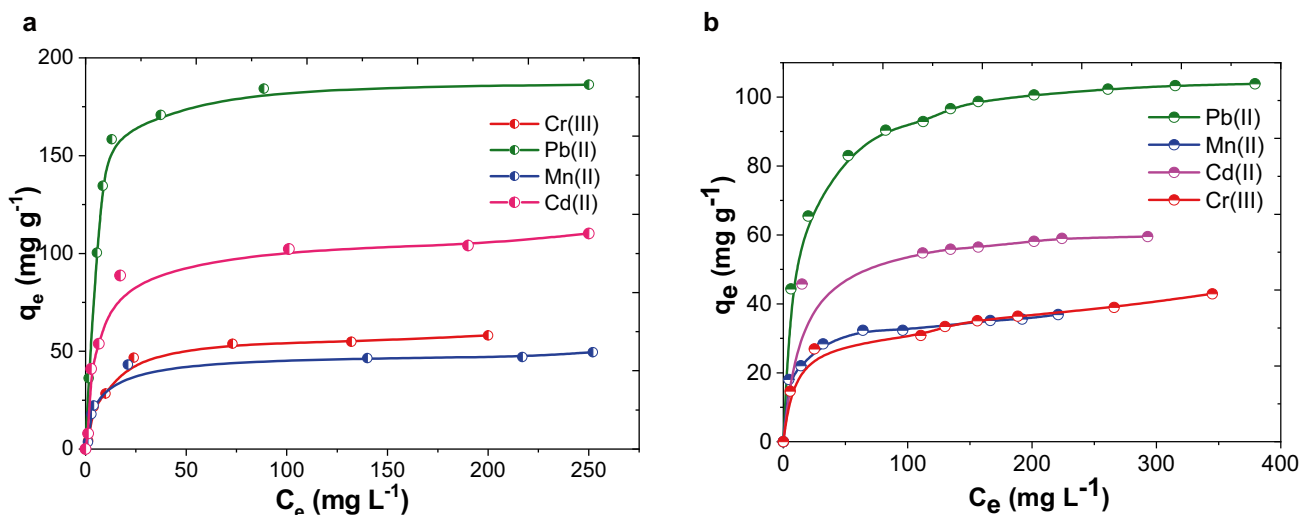 a
200
150
100
50
0
q_e (mg g⁻¹)
Cr(III)
Pb(II)
Mn(II)
Cd(II)
0 50 100 150 200 250
C_e (mg L⁻¹)
b
100
80
60
40
20
0
q_e (mg g⁻¹)
Pb(II)
Mn(II)
Cd(II)
Cr(III)
0 100 200 300 400
C_e (mg L⁻¹)